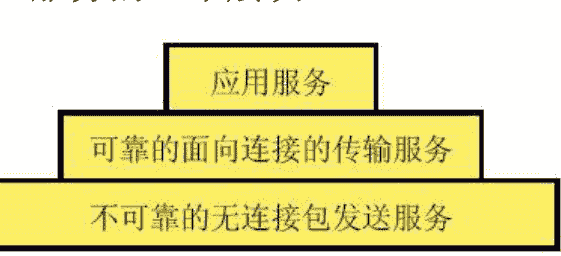 应用服务
可靠的面向连接的传输服务
不可靠的无连接包发送服务